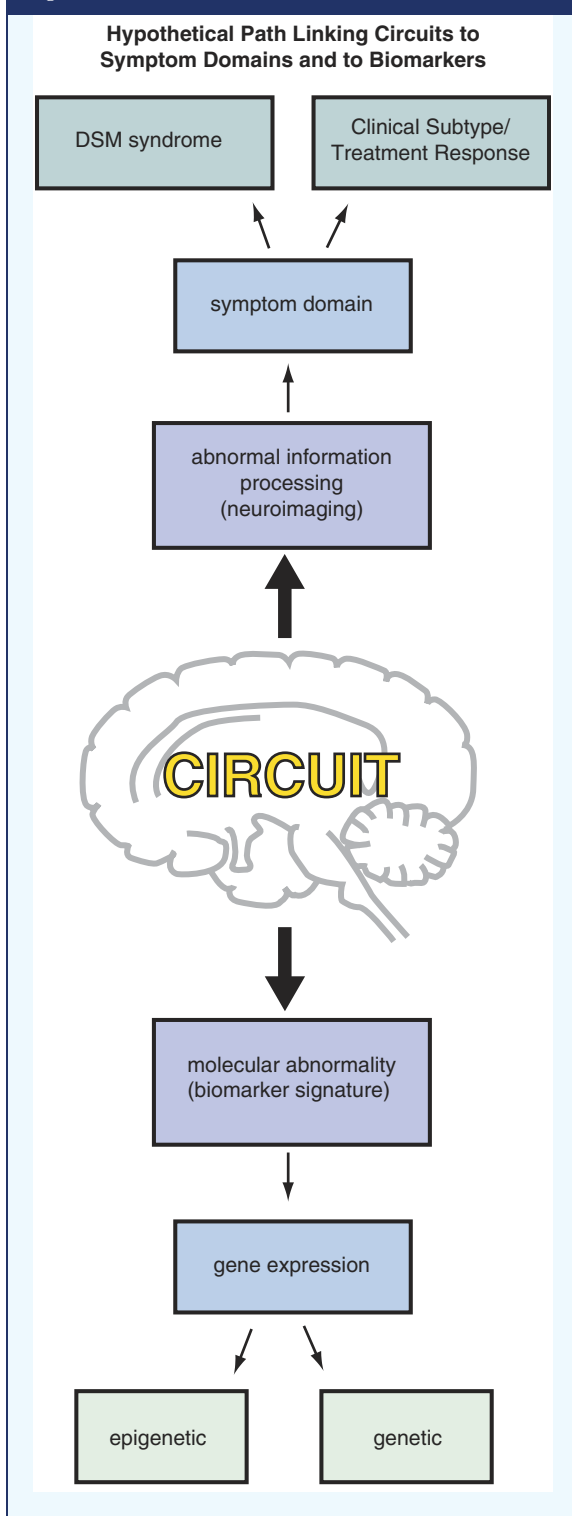 Hypothetical Path Linking Circuits to
Symptom Domains and to Biomarkers
DSM syndrome
Clinical Subtype/
Treatment Response
symptom domain
abnormal information
processing
(neuroimaging)
CIRCUIT
molecular abnormality
(biomarker signature)
gene expression
epigenetic
genetic